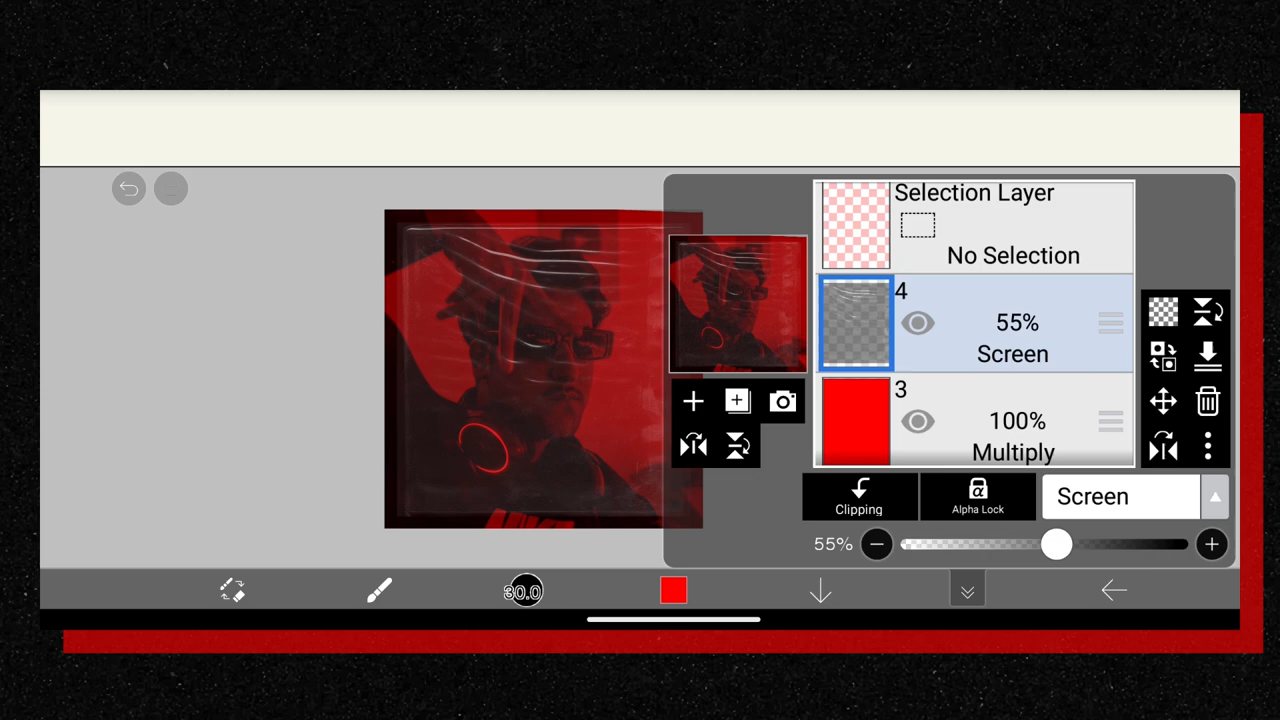 Selection Layer
No Selection
4
55%
Screen
3
100%
Multiply
Clipping
α
Alpha Lock
Screen
55%
30.0